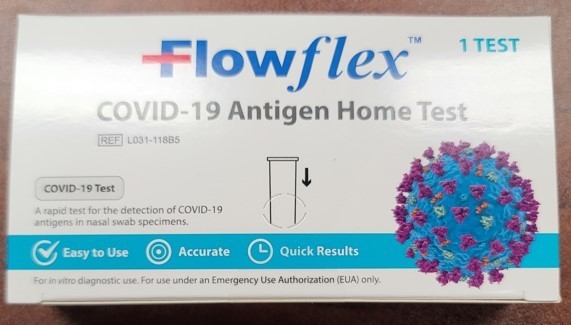 Flowflex™
1 TEST
COVID-19 Antigen Home Test
REF L031-118B5
COVID-19 Test
A rapid test for the detection of COVID-19
antigens in nasal swab specimens.
Easy to Use Accurate Quick Results
For in vitro diagnostic use. For use under an Emergency Use Authorization (EUA) only.